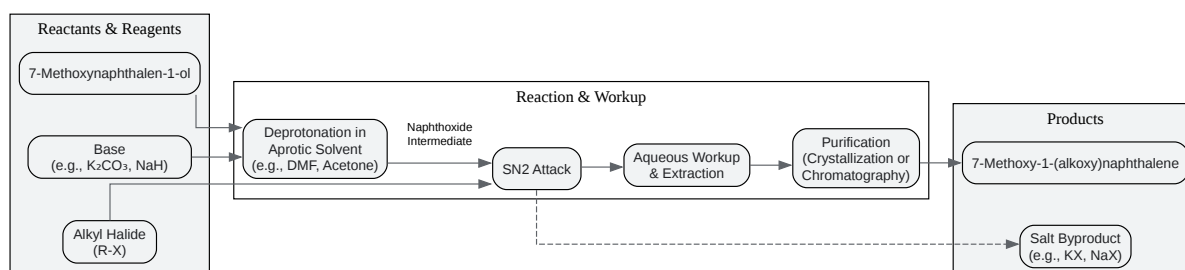 Reactants & Reagents
7-Methoxynaphthalen-1-ol
Base
(e.g., K₂CO₃, NaH)
Alkyl Halide
(R-X)
Reaction & Workup
Deprotonation in
Aprotic Solvent
(e.g., DMF, Acetone)
Naphthoxide
Intermediate
SN2 Attack
Aqueous Workup
& Extraction
Purification
(Crystallization or
Chromatography)
Products
7-Methoxy-1-(alkoxy)naphthalene
Salt Byproduct
(e.g., KX, NaX)